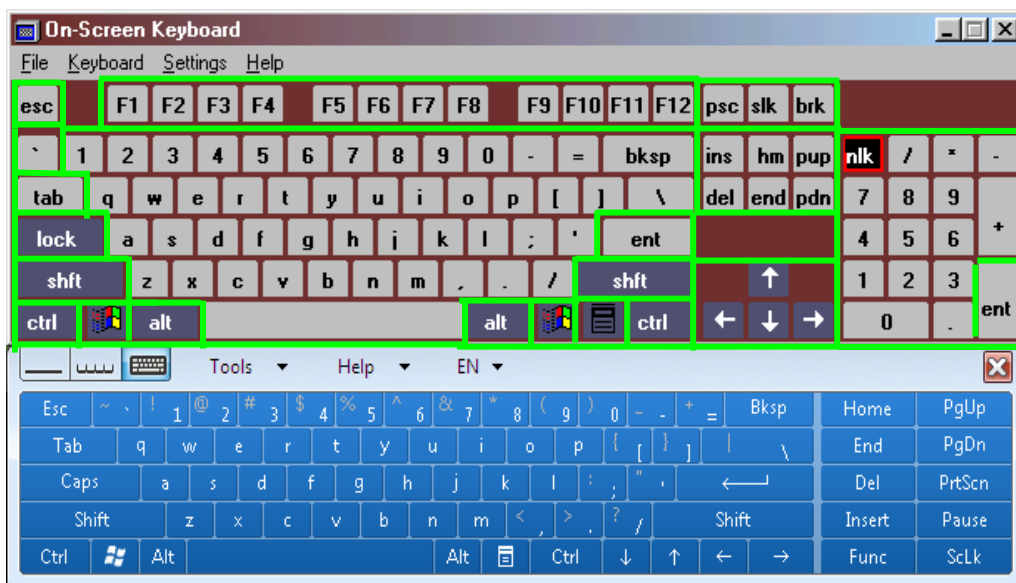 On-Screen Keyboard
File Keyboard Settings Help
esc F1 F2 F3 F4 F5 F6 F7 F8 F9 F10 F11 F12 psc slk brk
` 1 2 3 4 5 6 7 8 9 0 - = bksp ins hm pup nlk / * -
tab q w e r t y u i o p [ ] \ del end pdn 7 8 9 +
lock a s d f g h j k l ; ' ent 4 5 6
shft z x c v b n m , . / shft ↑ 1 2 3 ent
ctrl alt alt ctrl ← ↓ → 0 .
Tools Help EN
Esc ~ ` ! 1 @ 2 # 3 $ 4 % 5 ^ 6 & 7 * 8 ( 9 ) 0 _ - + = Bksp Home PgUp
Tab q w e r t y u i o p { [ } ] | \ End PgDn
Caps a s d f g h j k l : ; " ' ← Del PrtScn
Shift z x c v b n m < , > . ? / Shift Insert Pause
Ctrl Alt Alt Ctrl ↓ ↑ ← → Func ScLk